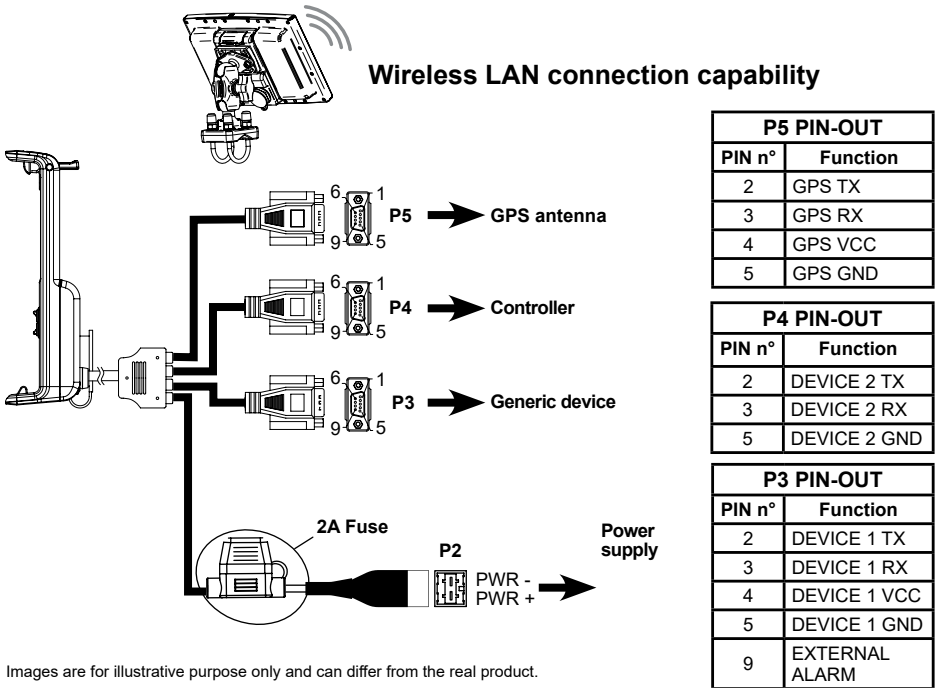 Wireless LAN connection capability
6 1
P5 GPS antenna
9 5
6 1
P4 Controller
9 5
6 1
P3 Generic device
9 5
2A Fuse
P2
PWR -
PWR +
Power
supply
P5 PIN-OUT
PIN n° Function
2 GPS TX
3 GPS RX
4 GPS VCC
5 GPS GND
P4 PIN-OUT
PIN n° Function
2 DEVICE 2 TX
3 DEVICE 2 RX
5 DEVICE 2 GND
P3 PIN-OUT
PIN n° Function
2 DEVICE 1 TX
3 DEVICE 1 RX
4 DEVICE 1 VCC
5 DEVICE 1 GND
9 EXTERNAL
ALARM
Images are for illustrative purpose only and can differ from the real product.